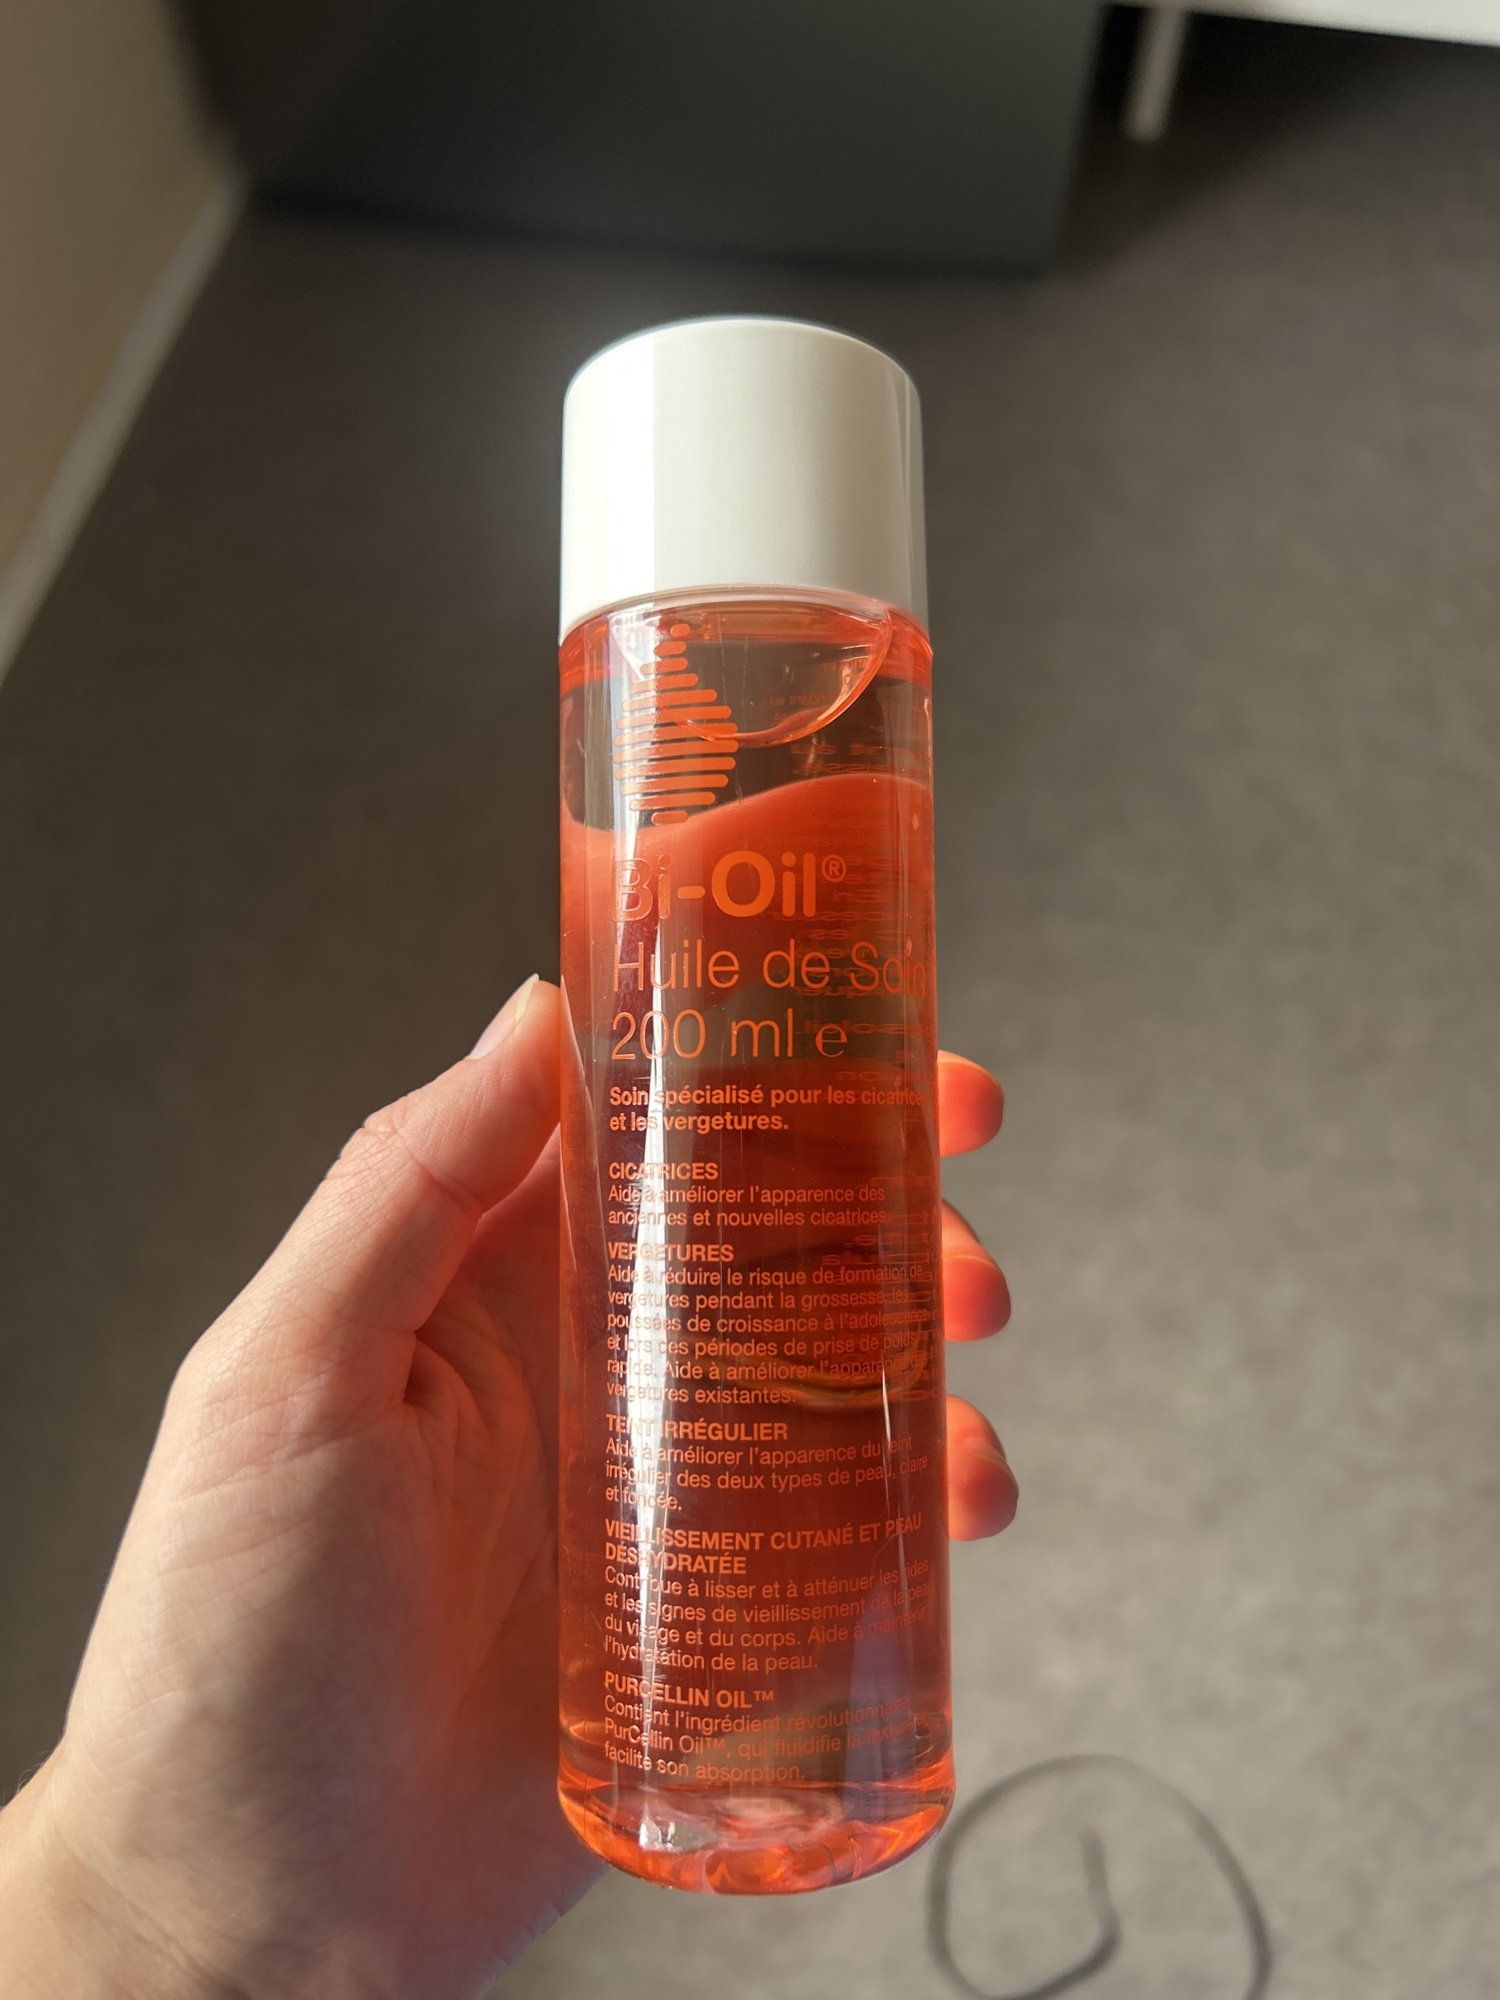 Bi-Oil®
Huile de Soin
200 ml e
Soin spécialisé pour les cicatrices
et les vergetures.
CICATRICES
Aide à améliorer l'apparence des
anciennes et nouvelles cicatrices.
VERGETURES
Aide à réduire le risque de formation de
vergetures pendant la grossesse, les
poussées de croissance à l'adolescence
et lors des périodes de prise de poids
rapide. Aide à améliorer l'apparence des
vergetures existantes.
TEINT IRRÉGULIER
Aide à améliorer l'apparence du teint
irrégulier des deux types de peau, claire
et foncée.
VIEILLISSEMENT CUTANÉ ET PEAU
DÉSHYDRATÉE
Contribue à lisser et à atténuer les rides
et les signes de vieillissement de la peau
du visage et du corps. Aide à maintenir
l'hydratation de la peau.
PURCELLIN OIL™
Contient l'ingrédient révolutionnaire
PurCellin Oil™, qui fluidifie la texture et
facilite son absorption.